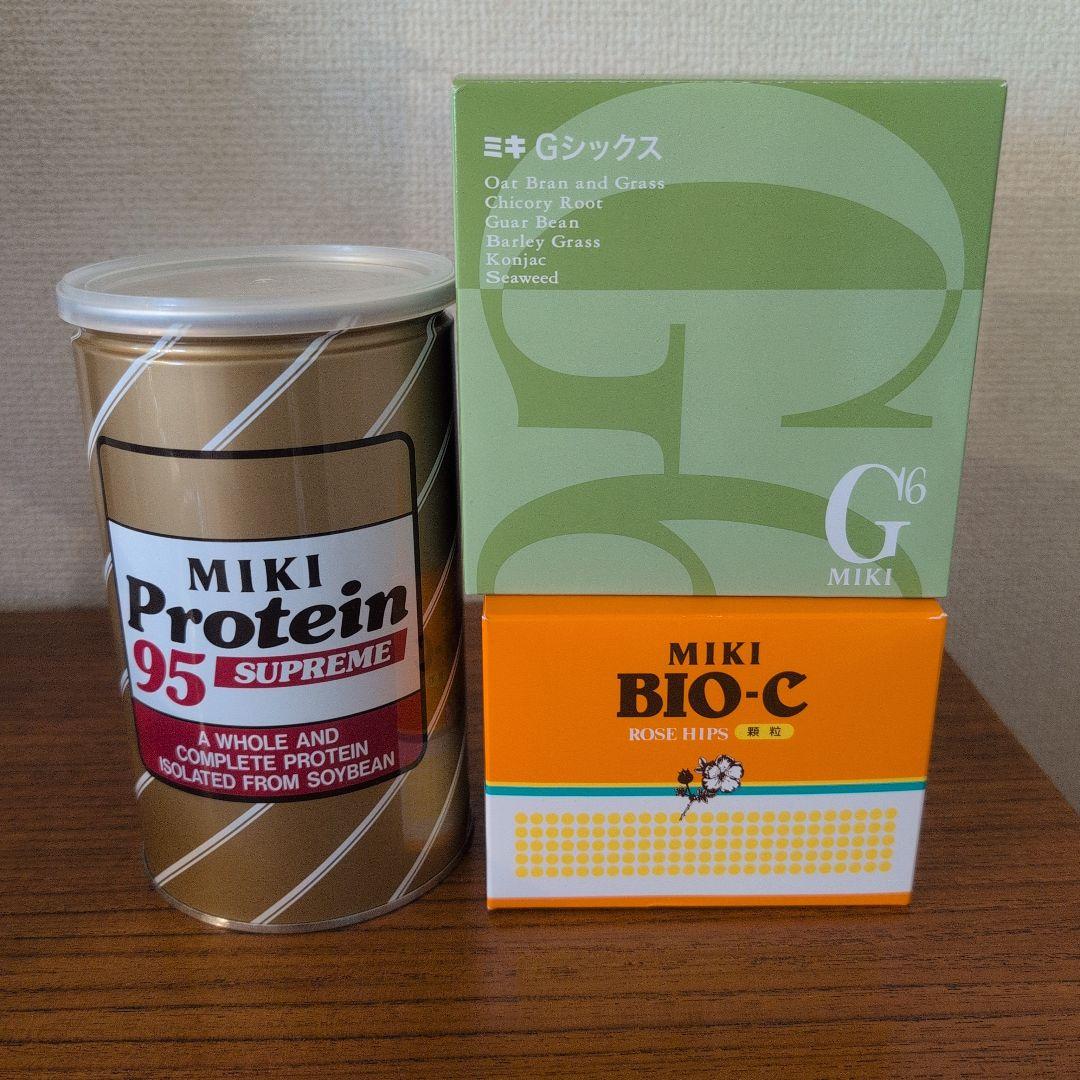 MIKI
Protein
95 SUPREME
A WHOLE AND
COMPLETE PROTEIN
ISOLATED FROM SOYBEAN
ミキ Gシックス
Oat Bran and Grass
Chicory Root
Guar Bean
Barley Grass
Konjac
Seaweed
G6
MIKI
MIKI
BIO-C
ROSE HIPS 顆粒